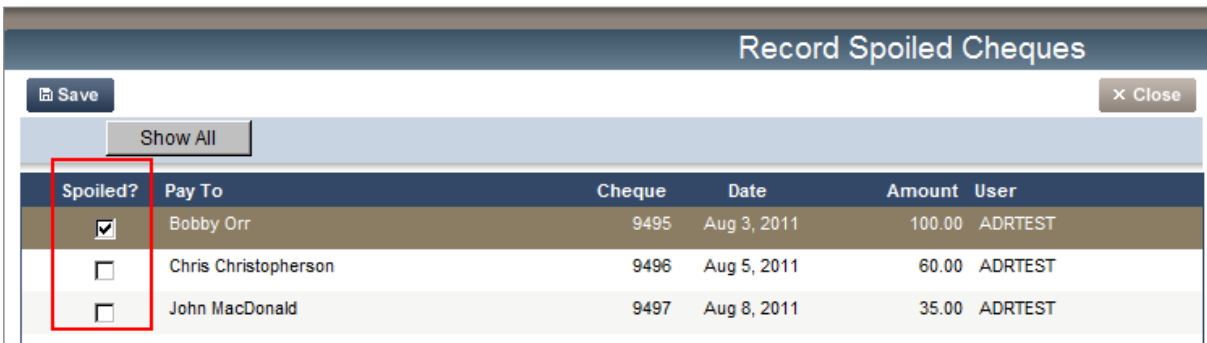 Record Spoiled Cheques
Save × Close
Show All
Spoiled? Pay To Cheque Date Amount User
Bobby Orr 9495 Aug 3, 2011 100.00 ADRTEST
Chris Christopherson 9496 Aug 5, 2011 60.00 ADRTEST
John MacDonald 9497 Aug 8, 2011 35.00 ADRTEST